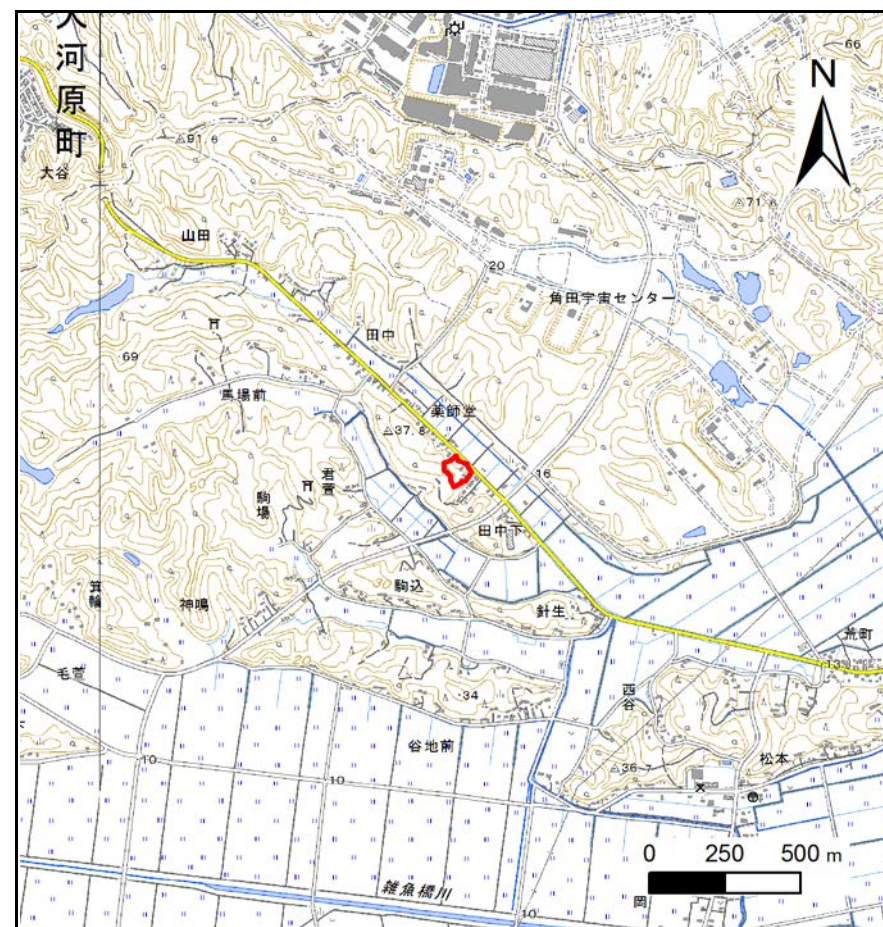 大河原町
66
N
91.6
大谷
71.6
山田
20
角田宇宙センター
田中
69
馬場前
薬師堂
37.8
君萱
16
駒場
田中下
10
箕輪
神鳴
30
駒込
針生
荒町
13
毛萱
34
西谷
谷地前
松本
10
10
36.7
0 250 500 m
雑魚橋川
岡
10